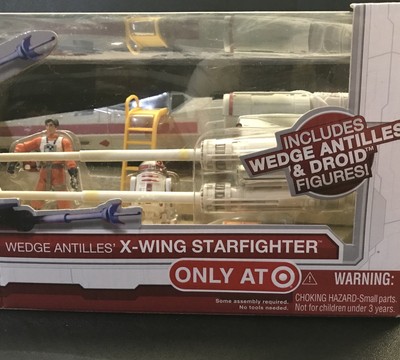 INCLUDES
WEDGE ANTILLES
& DROID™
FIGURES!
WEDGE ANTILLES' X-WING STARFIGHTER™
ONLY AT
WARNING:
CHOKING HAZARD-Small parts.
Not for children under 3 years.
Some assembly required.
No tools needed.